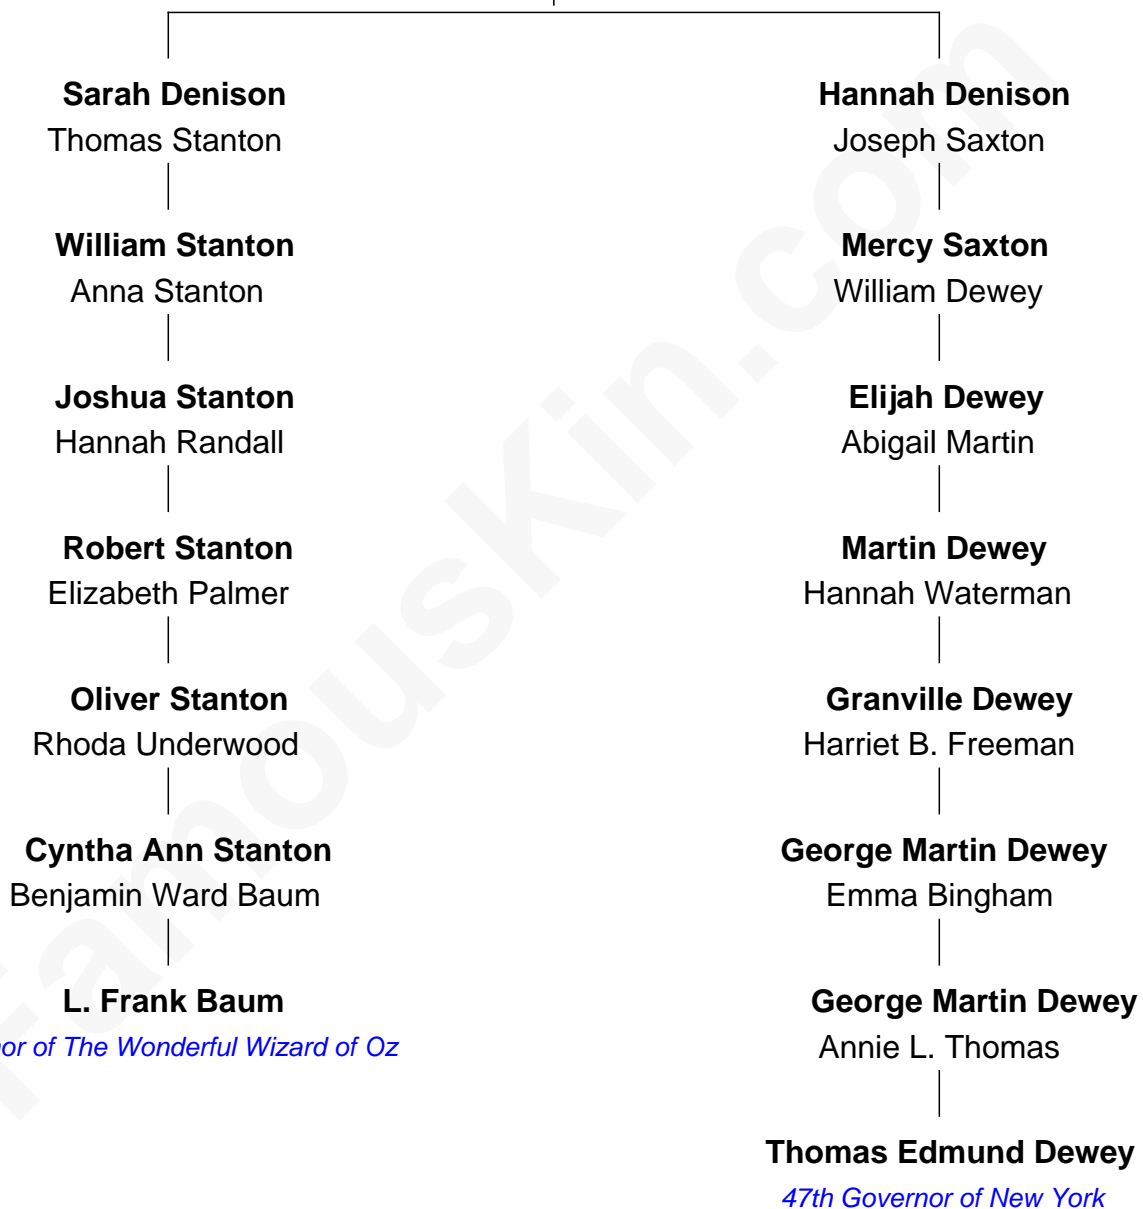 Sarah Denison
Thomas Stanton
Hannah Denison
Joseph Saxton
William Stanton
Anna Stanton
Mercy Saxton
William Dewey
Joshua Stanton
Hannah Randall
Elijah Dewey
Abigail Martin
Robert Stanton
Elizabeth Palmer
Martin Dewey
Hannah Waterman
Oliver Stanton
Rhoda Underwood
Granville Dewey
Harriet B. Freeman
Cyntha Ann Stanton
Benjamin Ward Baum
George Martin Dewey
Emma Bingham
L. Frank Baum
of The Wonderful Wizard of Oz
George Martin Dewey
Annie L. Thomas
Thomas Edmund Dewey
47th Governor of New York
FamousKin.com